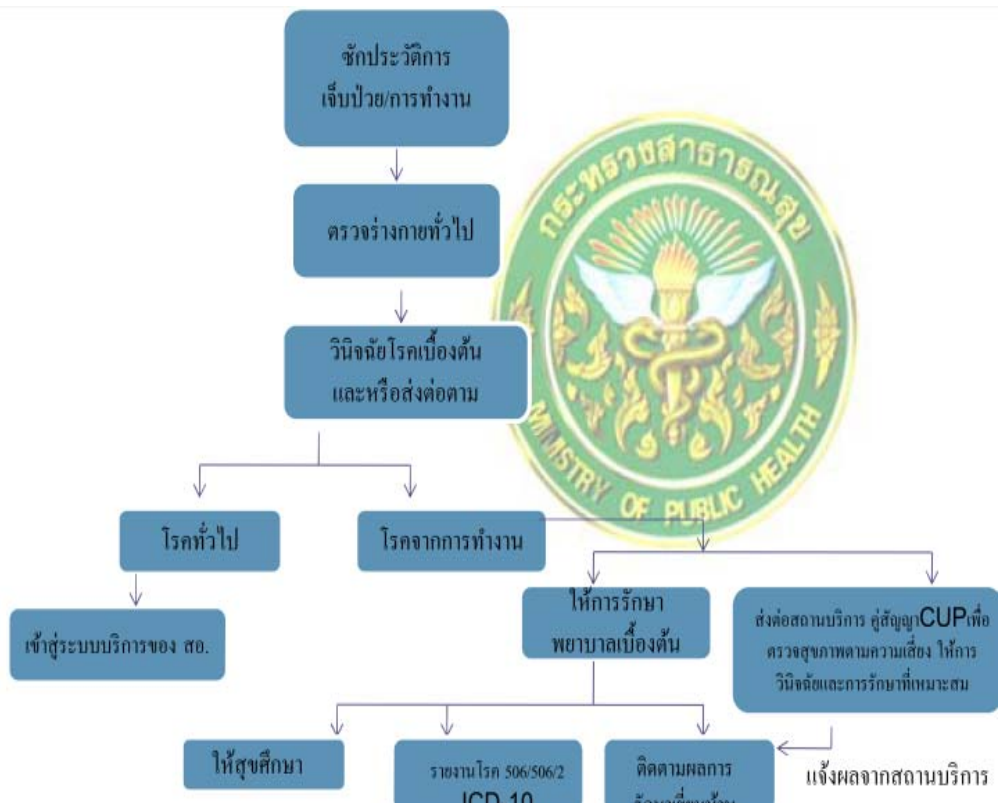 ซักประวัติการ
เจ็บป่วย/การทำงาน
กระทรวงสาธารณสุข
ตรวจร่างกายทั่วไป
วินิจฉัยโรคเบื้องต้น
และหรือส่งต่อตาม
MINISTRY OF PUBLIC HEALTH
โรคทั่วไป
โรคจากการทำงาน
เข้าสู่ระบบบริการของ สอ.
ให้การรักษา
พยาบาลเบื้องต้น
ส่งต่อสถานบริการ คู่สัญญาCUPเพื่อ
ตรวจสุขภาพตามความเสี่ยง ให้การ
วินิจฉัยและการรักษาที่เหมาะสม
ให้สุขศึกษา
รายงานโรค 506/506/2
ICD-10
ติดตามผลการ
แจ้งผลจากสถานบริการ